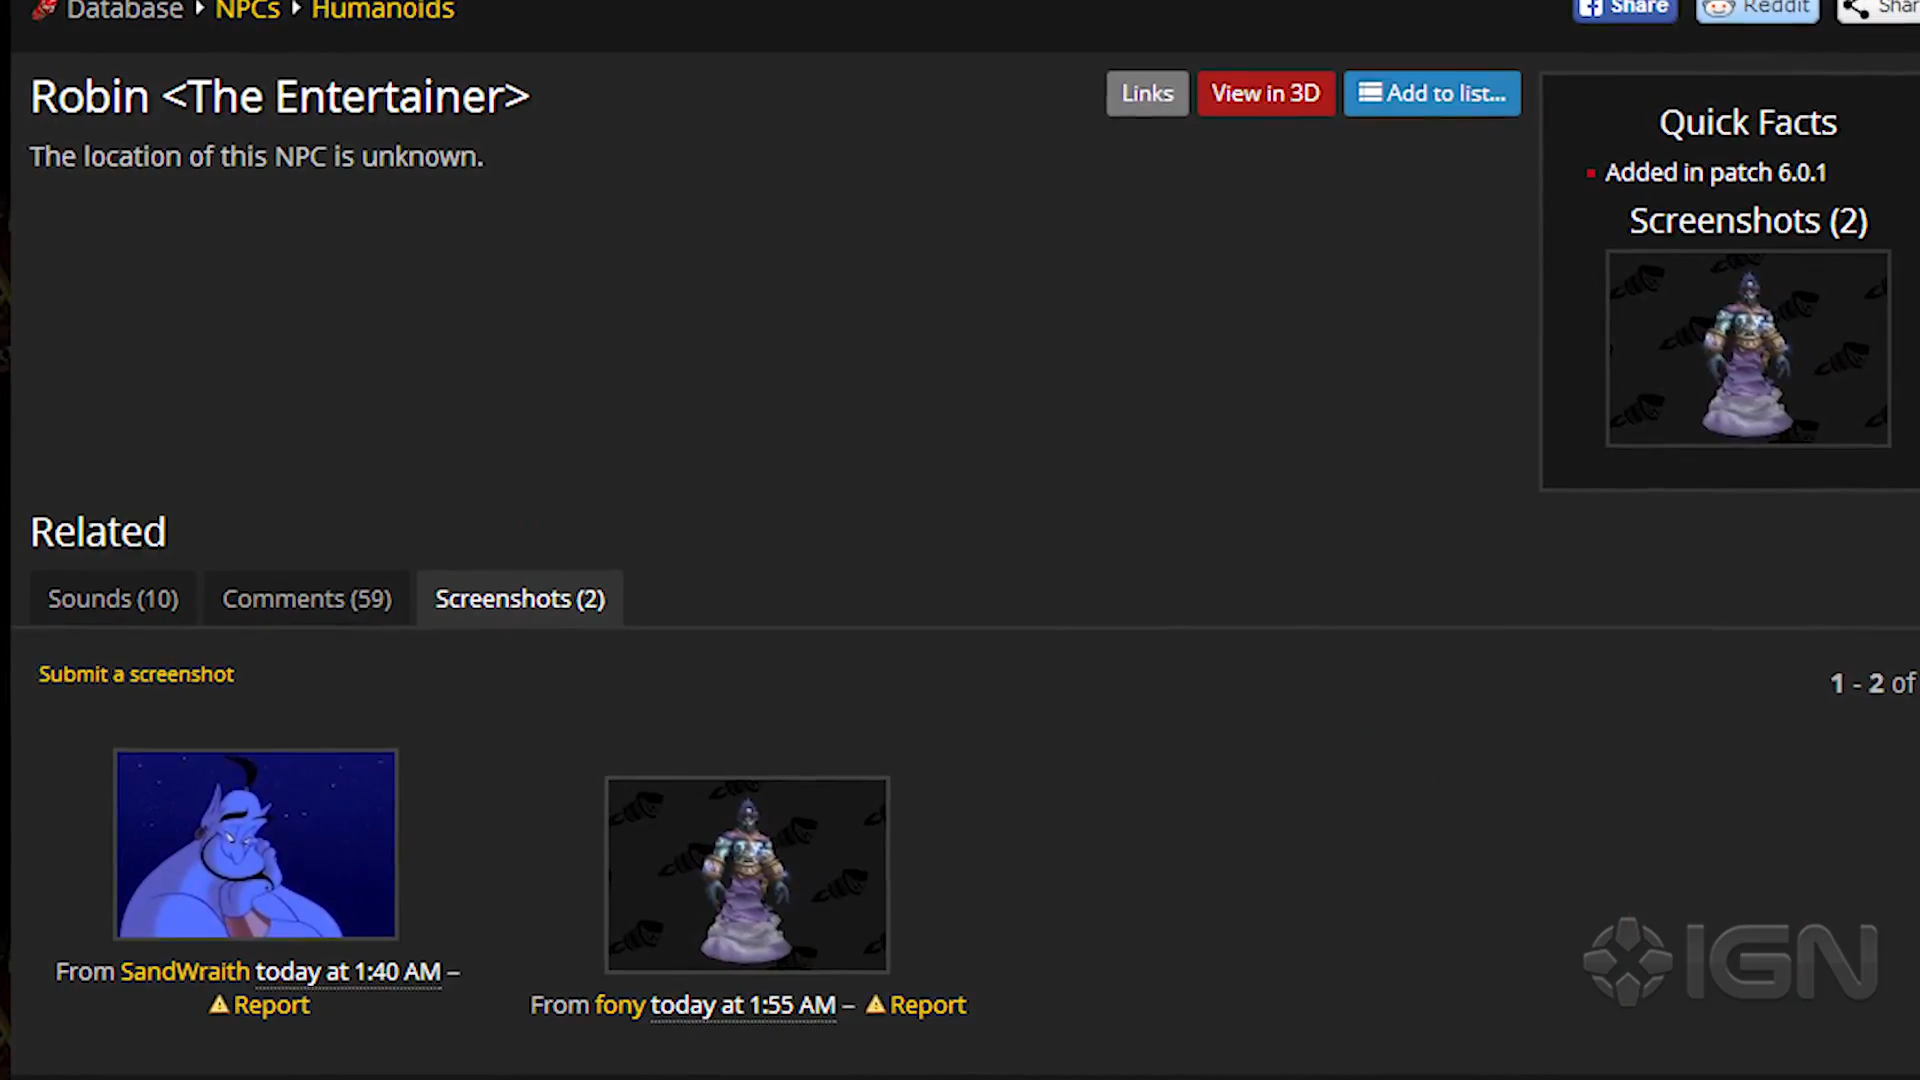 Database NPCs Humanoids
Share Reddit Shar
Robin <The Entertainer>
Links View in 3D Add to list...
The location of this NPC is unknown.
Quick Facts
Added in patch 6.0.1
Screenshots (2)
Related
Sounds (10) Comments (59) Screenshots (2)
Submit a screenshot
1 - 2 of
From SandWraith today at 1:40 AM –
Report
From fony today at 1:55 AM – Report
IGN